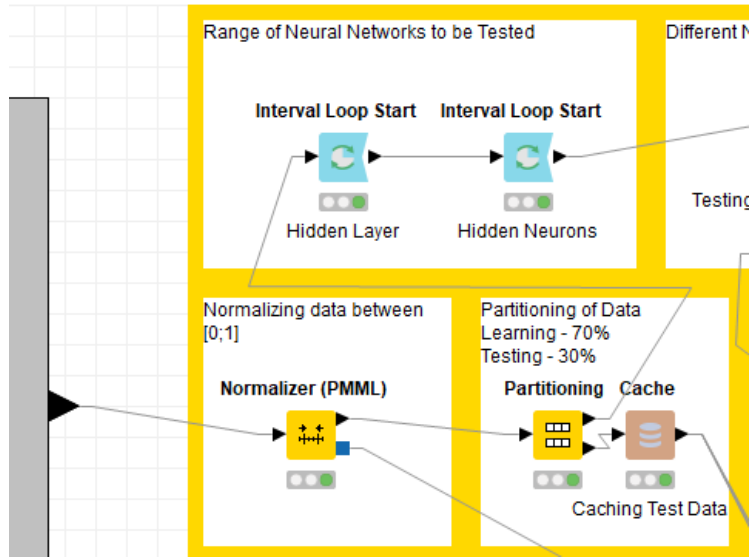 Range of Neural Networks to be Tested
Interval Loop Start
Interval Loop Start
Hidden Layer
Hidden Neurons
Different
Testing
Normalizing data between
[0;1]
Normalizer (PMML)
Partitioning of Data
Learning - 70%
Testing - 30%
Partitioning
Cache
Caching Test Data